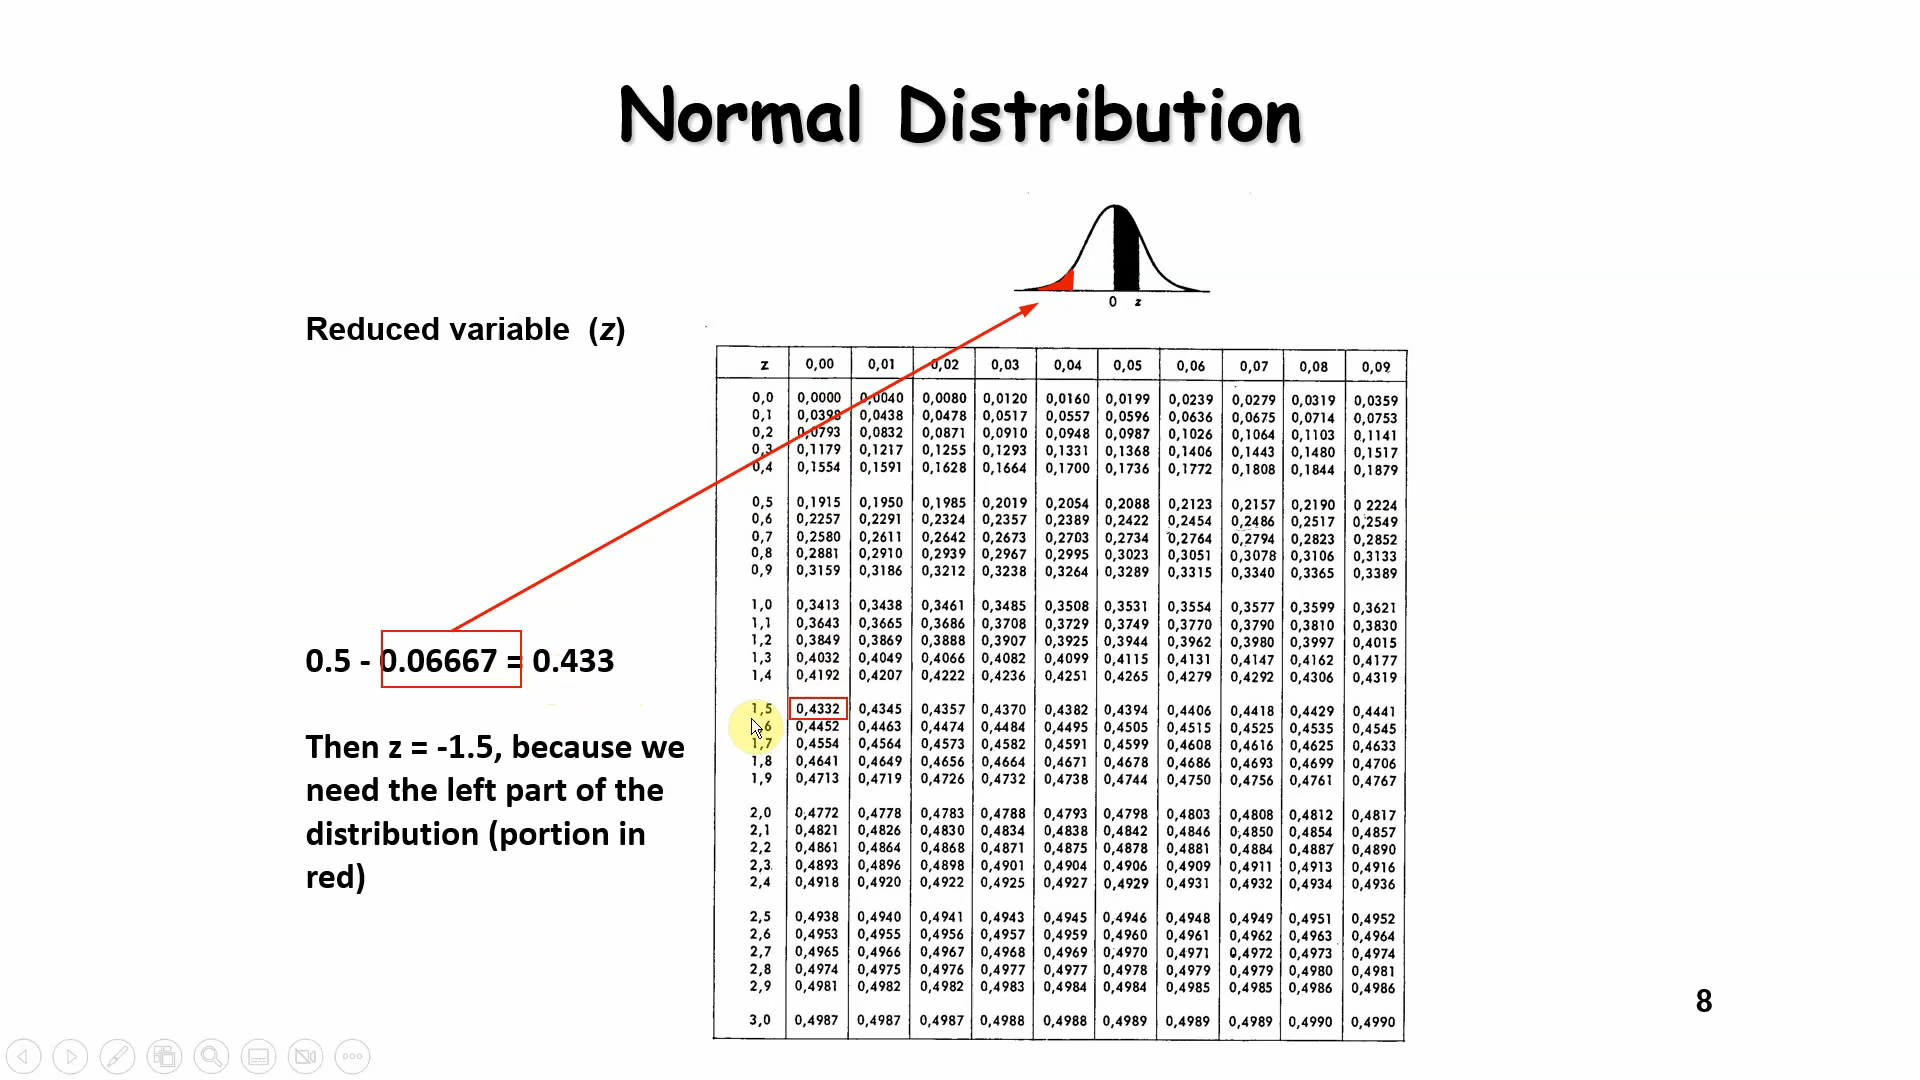 Normal Distribution
0 z
Reduced variable (z)
z 0,00 0,01 0,02 0,03 0,04 0,05 0,06 0,07 0,08 0,09
0,0 0,0000 0,0040 0,0080 0,0120 0,0160 0,0199 0,0239 0,0279 0,0319 0,0359
0,1 0,0398 0,0438 0,0478 0,0517 0,0557 0,0596 0,0636 0,0675 0,0714 0,0753
0,2 0,0793 0,0832 0,0871 0,0910 0,0948 0,0987 0,1026 0,1064 0,1103 0,1141
0,3 0,1179 0,1217 0,1255 0,1293 0,1331 0,1368 0,1406 0,1443 0,1480 0,1517
0,4 0,1554 0,1591 0,1628 0,1664 0,1700 0,1736 0,1772 0,1808 0,1844 0,1879
0,5 0,1915 0,1950 0,1985 0,2019 0,2054 0,2088 0,2123 0,2157 0,2190 0 2224
0,6 0,2257 0,2291 0,2324 0,2357 0,2389 0,2422 0,2454 0,2486 0,2517 0,2549
0,7 0,2580 0,2611 0,2642 0,2673 0,2703 0,2734 0,2764 0,2794 0,2823 0,2852
0,8 0,2881 0,2910 0,2939 0,2967 0,2995 0,3023 0,3051 0,3078 0,3106 0,3133
0,9 0,3159 0,3186 0,3212 0,3238 0,3264 0,3289 0,3315 0,3340 0,3365 0,3389
1,0 0,3413 0,3438 0,3461 0,3485 0,3508 0,3531 0,3554 0,3577 0,3599 0,3621
1,1 0,3643 0,3665 0,3686 0,3708 0,3729 0,3749 0,3770 0,3790 0,3810 0,3830
1,2 0,3849 0,3869 0,3888 0,3907 0,3925 0,3944 0,3962 0,3980 0,3997 0,4015
1,3 0,4032 0,4049 0,4066 0,4082 0,4099 0,4115 0,4131 0,4147 0,4162 0,4177
1,4 0,4192 0,4207 0,4222 0,4236 0,4251 0,4265 0,4279 0,4292 0,4306 0,4319
1,5 0,4332 0,4345 0,4357 0,4370 0,4382 0,4394 0,4406 0,4418 0,4429 0,4441
1,6 0,4452 0,4463 0,4474 0,4484 0,4495 0,4505 0,4515 0,4525 0,4535 0,4545
1,7 0,4554 0,4564 0,4573 0,4582 0,4591 0,4599 0,4608 0,4616 0,4625 0,4633
1,8 0,4641 0,4649 0,4656 0,4664 0,4671 0,4678 0,4686 0,4693 0,4699 0,4706
1,9 0,4713 0,4719 0,4726 0,4732 0,4738 0,4744 0,4750 0,4756 0,4761 0,4767
2,0 0,4772 0,4778 0,4783 0,4788 0,4793 0,4798 0,4803 0,4808 0,4812 0,4817
2,1 0,4821 0,4826 0,4830 0,4834 0,4838 0,4842 0,4846 0,4850 0,4854 0,4857
2,2 0,4861 0,4864 0,4868 0,4871 0,4875 0,4878 0,4881 0,4884 0,4887 0,4890
2,3 0,4893 0,4896 0,4898 0,4901 0,4904 0,4906 0,4909 0,4911 0,4913 0,4916
2,4 0,4918 0,4920 0,4922 0,4925 0,4927 0,4929 0,4931 0,4932 0,4934 0,4936
2,5 0,4938 0,4940 0,4941 0,4943 0,4945 0,4946 0,4948 0,4949 0,4951 0,4952
2,6 0,4953 0,4955 0,4956 0,4957 0,4959 0,4960 0,4961 0,4962 0,4963 0,4964
2,7 0,4965 0,4966 0,4967 0,4968 0,4969 0,4970 0,4971 0,4972 0,4973 0,4974
2,8 0,4974 0,4975 0,4976 0,4977 0,4977 0,4978 0,4979 0,4979 0,4980 0,4981
2,9 0,4981 0,4982 0,4982 0,4983 0,4984 0,4984 0,4985 0,4985 0,4986 0,4986
3,0 0,4987 0,4987 0,4987 0,4988 0,4988 0,4989 0,4989 0,4989 0,4990 0,4990
0.5 - 0.06667 = 0.433
Then z = -1.5, because we
need the left part of the
distribution (portion in
red)
8